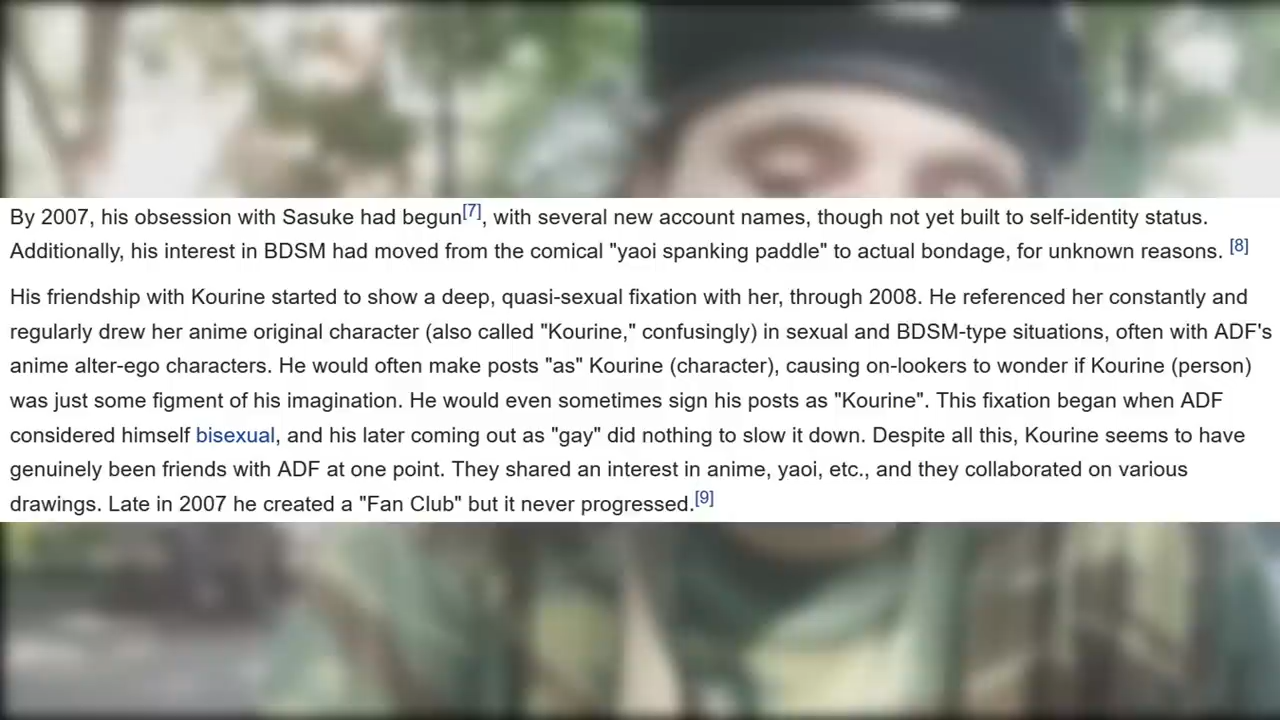 By 2007, his obsession with Sasuke had begun[7], with several new account names, though not yet built to self-identity status.
Additionally, his interest in BDSM had moved from the comical "yaoi spanking paddle" to actual bondage, for unknown reasons. [8]
His friendship with Kourine started to show a deep, quasi-sexual fixation with her, through 2008. He referenced her constantly and
regularly drew her anime original character (also called "Kourine," confusingly) in sexual and BDSM-type situations, often with ADF's
anime alter-ego characters. He would often make posts "as" Kourine (character), causing on-lookers to wonder if Kourine (person)
was just some figment of his imagination. He would even sometimes sign his posts as "Kourine". This fixation began when ADF
considered himself bisexual, and his later coming out as "gay" did nothing to slow it down. Despite all this, Kourine seems to have
genuinely been friends with ADF at one point. They shared an interest in anime, yaoi, etc., and they collaborated on various
drawings. Late in 2007 he created a "Fan Club" but it never progressed.[9]